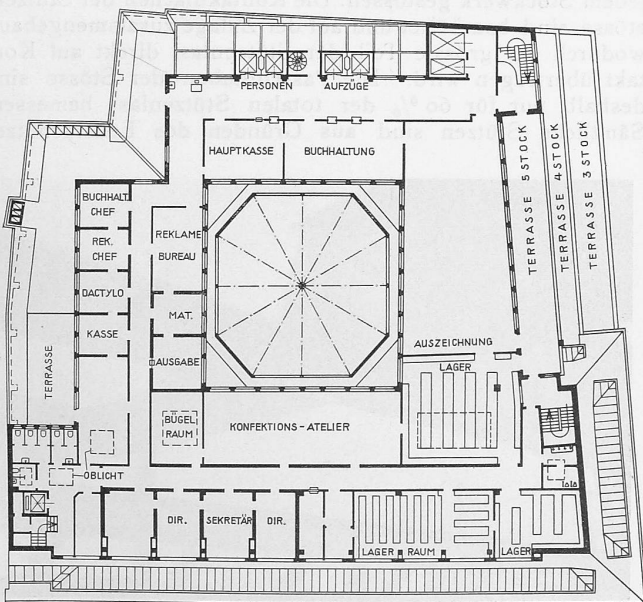 PERSONEN AUFZÜGE
HAUPTKASSE
BUCHHALTUNG
BUCHHALT.
CHEF
REK.
CHEF
DACTYLO
KASSE
TERRASSE
REKLAME
BUREAU
MAT.
AUSGABE
TERRASSE 5 STOCK
TERRASSE 4 STOCK
TERRASSE 3 STOCK
AUSZEICHNUNG
LAGER
BÜGEL
RAUM
KONFEKTIONS-ATELIER
OBLICHT
DIR.
SEKRETÄR
DIR.
LAGER RAUM
LAGER